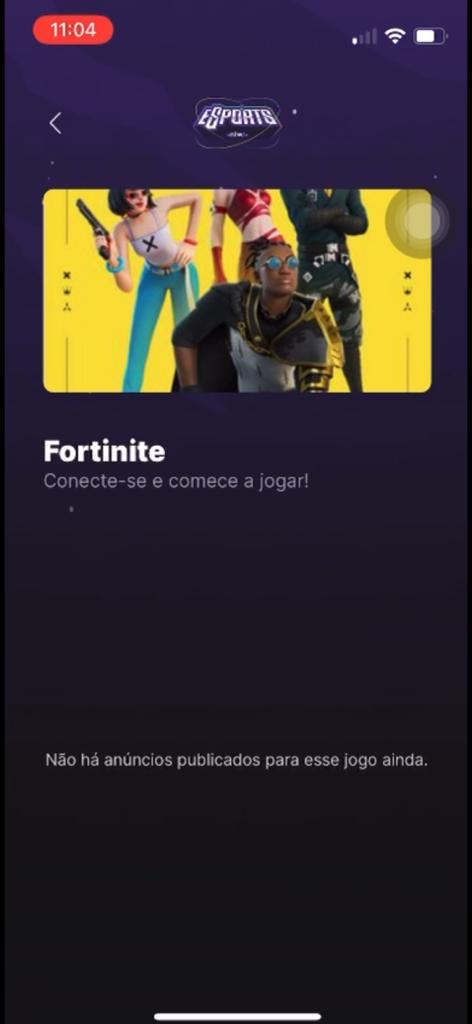 11:04
eSPORTS
Fortinite
Conecte-se e comece a jogar!
Não há anúncios publicados para esse jogo ainda.